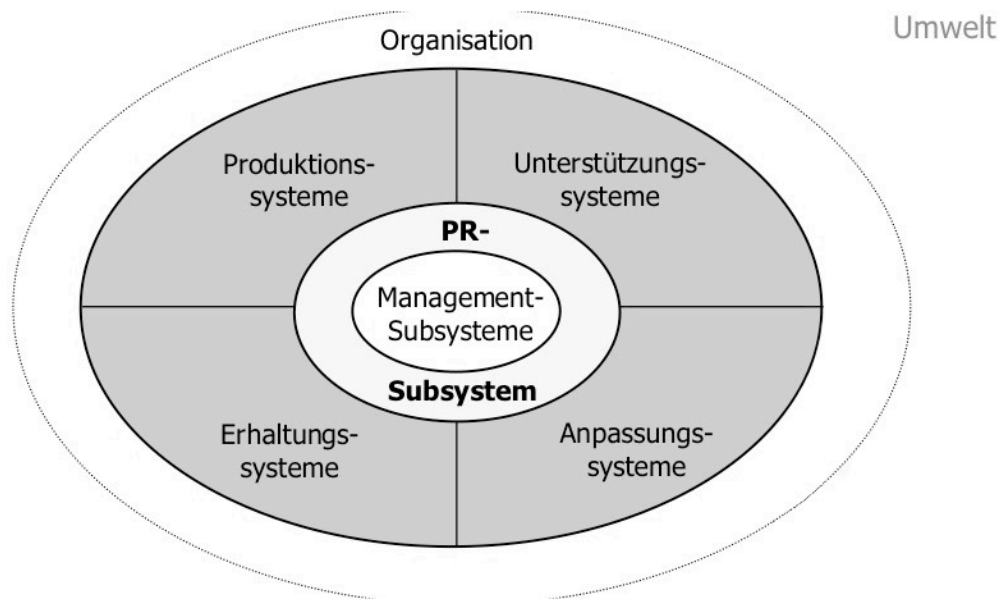 Umwelt
Organisation
Produktions-
systeme
Unterstützungs-
systeme
PR-
Management-
Subsysteme
Subsystem
Erhaltungs-
systeme
Anpassungs-
systeme